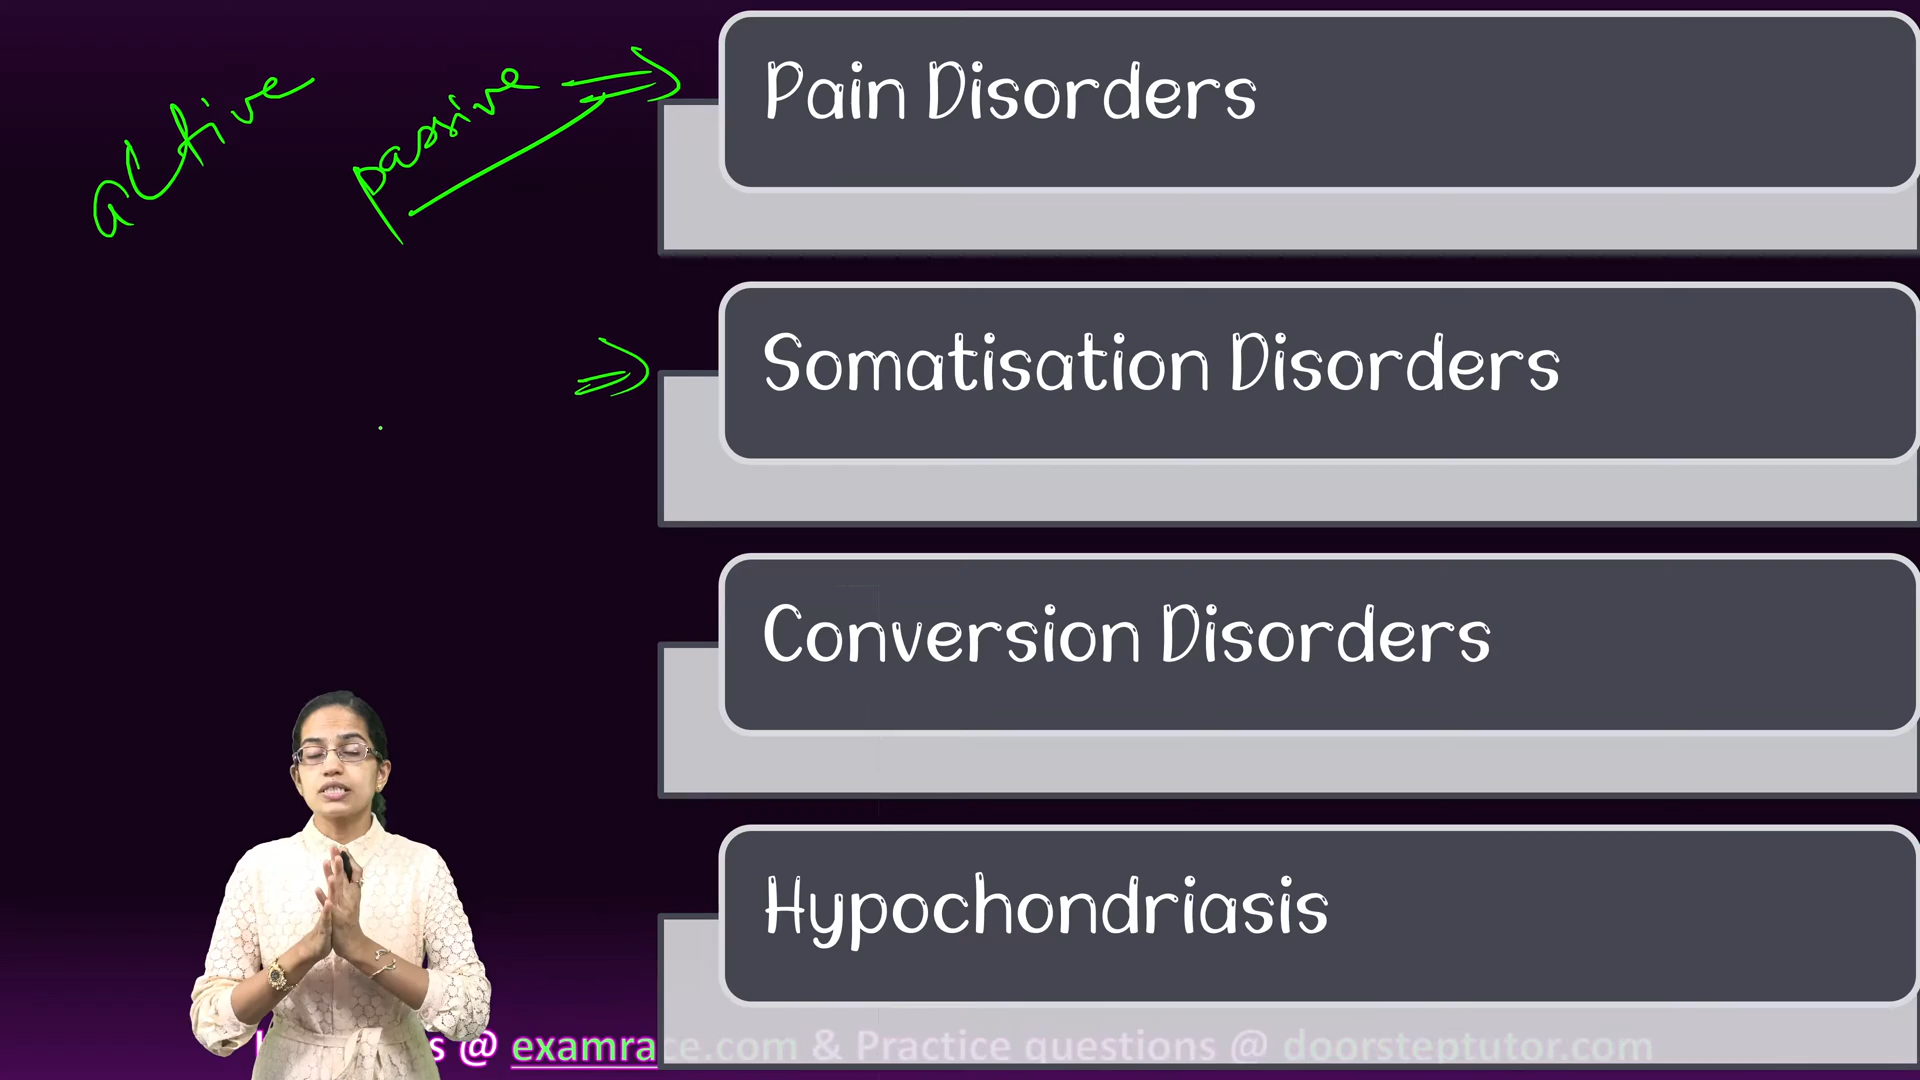 active
passive
Pain Disorders
Somatisation Disorders
Conversion Disorders
Hypochondriasis
s @ examrace.com & Practice questions @ doorsteptutor.com